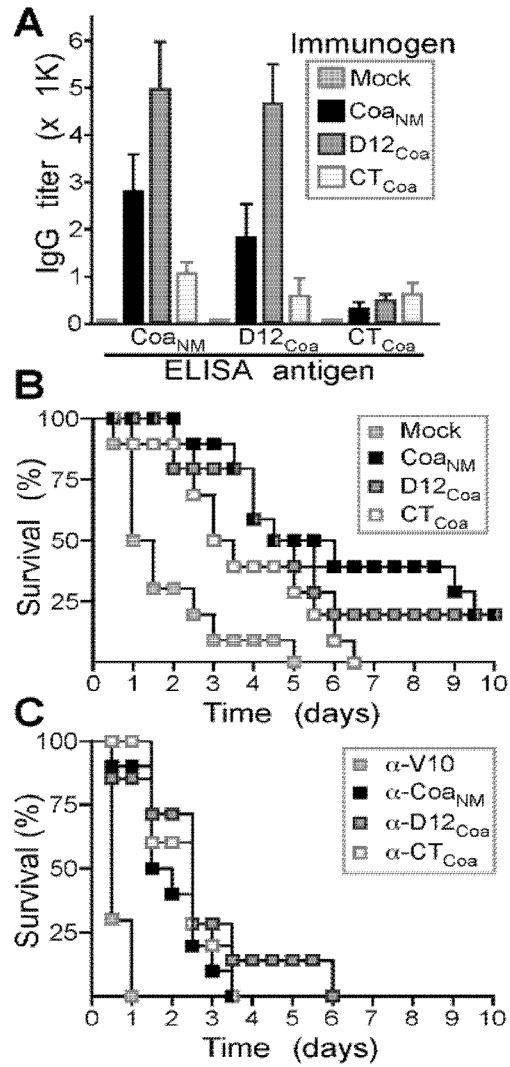 A
IgG titer (x 1K)
6
5
4
3
2
1
0
Immunogen
Mock
CoaNM
D12Coa
CTCoa
CoaNM D12Coa CTCoa
ELISA antigen
B
Survival (%)
100
75
50
25
Mock
CoaNM
D12Coa
CTCoa
0 1 2 3 4 5 6 7 8 9 10
Time (days)
C
Survival (%)
100
75
50
25
α-V10
α-CoaNM
α-D12Coa
α-CTCoa
0 1 2 3 4 5 6 7 8 9 10
Time (days)